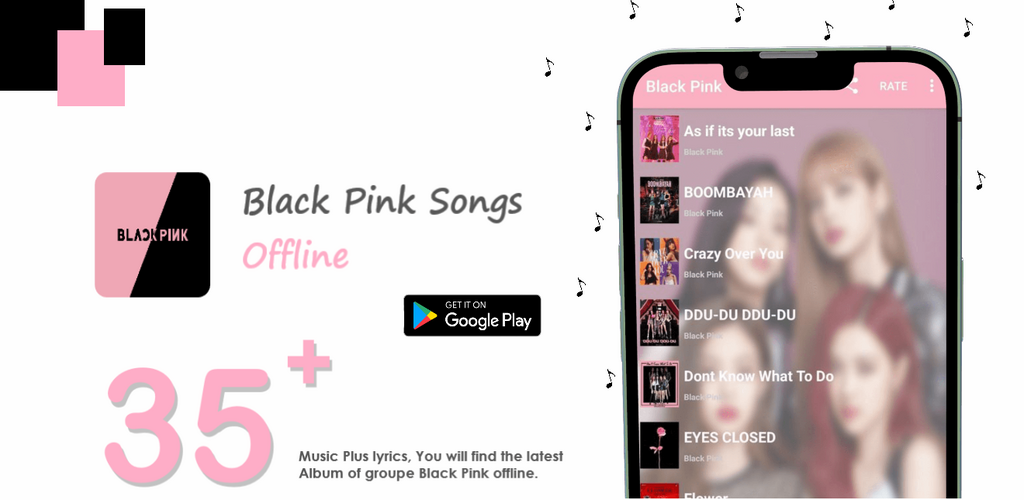 BLACKPINK
Black Pink Songs
Offline
GET IT ON
Google Play
35+
Music Plus lyrics, You will find the latest
Album of groupe Black Pink offline.
Black Pink
RATE
As if its your last
Black Pink
BOOMBAYAH
Black Pink
Crazy Over You
Black Pink
DDU-DU DDU-DU
Black Pink
Dont Know What To Do
Black Pink
EYES CLOSED
Black Pink
Flower